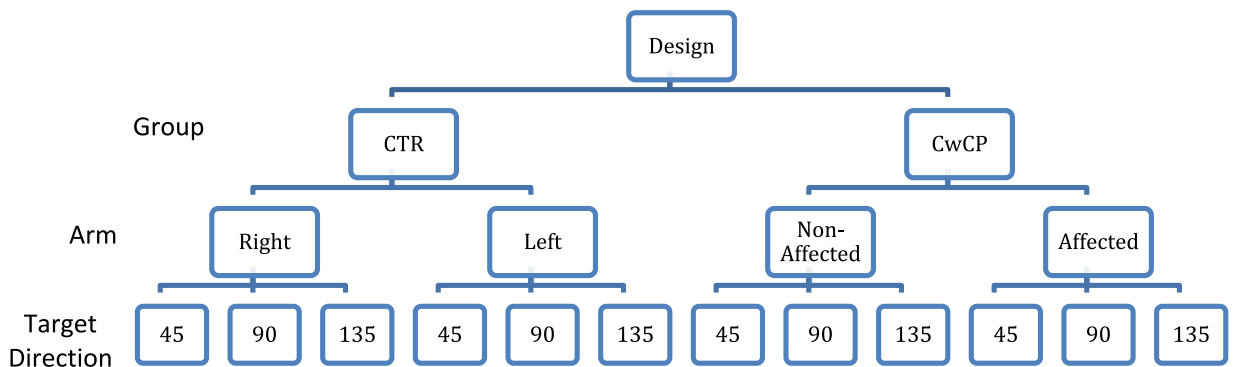 Design
Group
CTR
CwCP
Arm
Right
Left
Non-
Affected
Affected
Target
Direction
45
90
135
45
90
135
45
90
135
45
90
135